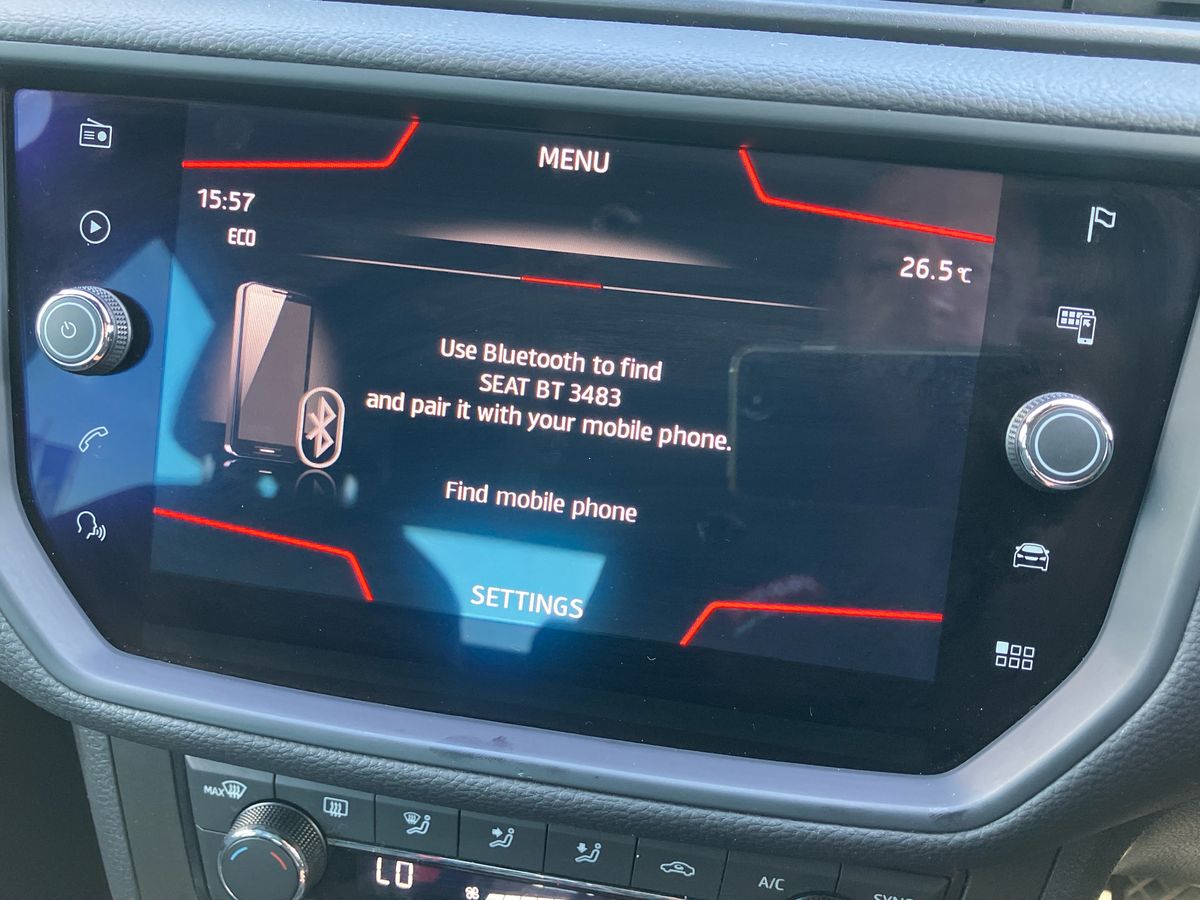 MENU
15:57
ECO
26.5°C
Use Bluetooth to find
SEAT BT 3483
and pair it with your mobile phone.
Find mobile phone
SETTINGS
MAX
LO
A/C
SYNC